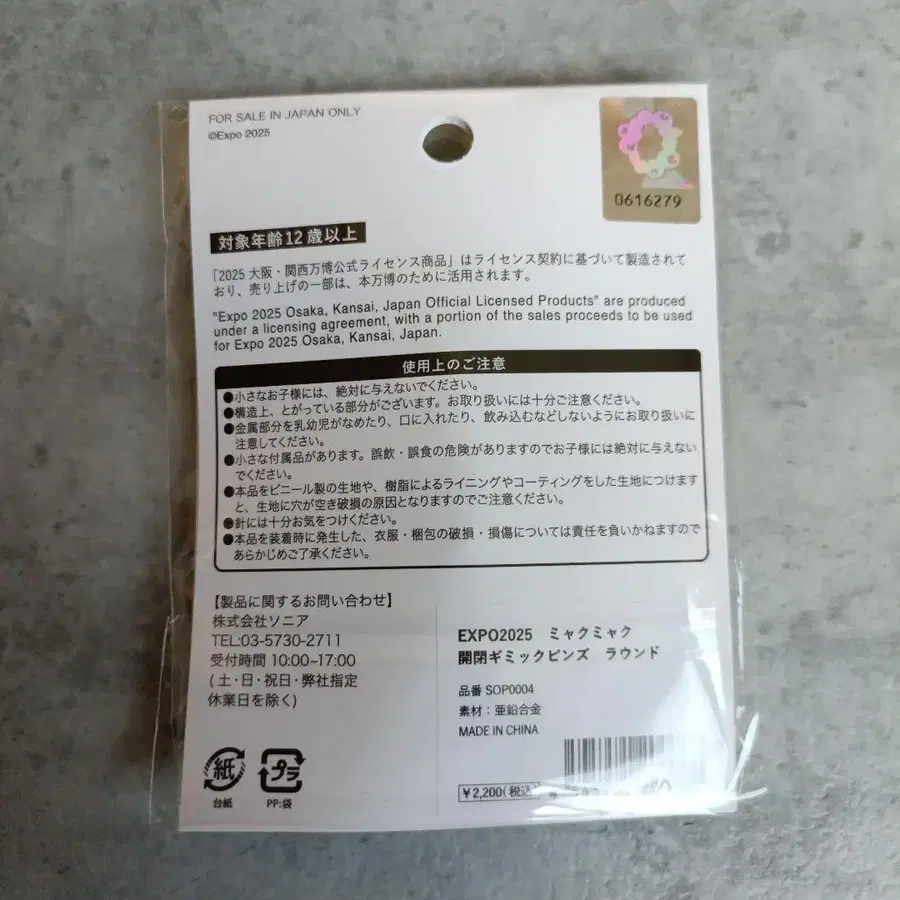 FOR SALE IN JAPAN ONLY
©Expo 2025
0616279
対象年齢12歳以上
「2025 大阪・関西万博公式ライセンス商品」はライセンス契約に基づいて製造されて
おり、売り上げの一部は、本万博のために活用されます。
"Expo 2025 Osaka, Kansai, Japan Official Licensed Products" are produced
under a licensing agreement, with a portion of the sales proceeds to be used
for Expo 2025 Osaka, Kansai, Japan.
使用上のご注意
●小さなお子様には、絶対に与えないでください。
●構造上、とがっている部分がございます。お取り扱いには十分ご注意ください。
●金属部分を乳幼児がなめたり、口に入れたり、飲み込むなどしないようにお取り扱いに
注意してください。
●小さな付属品があります。誤飲・誤食の危険がありますのでお子様には絶対に与えない
でください。
●本品をビニール製の生地や、樹脂によるライニングやコーティングをした生地につけます
と、生地に穴が空き破損の原因となりますのでご注意ください。
●針には十分お気をつけください。
●本品を装着時に発生した、衣服・梱包の破損・損傷については責任を負いかねますので
あらかじめご了承ください。
【製品に関するお問い合わせ】
株式会社ソニア
TEL:03-5730-2711
受付時間 10:00~17:00
(土・日・祝日・弊社指定
休業日を除く)
紙
台紙
プラ
PP:袋
EXPO2025 ミャクミャク
開閉ギミックピンズ ラウンド
品番 SOP0004
素材：亜鉛合金
MADE IN CHINA
￥2,200(税込)